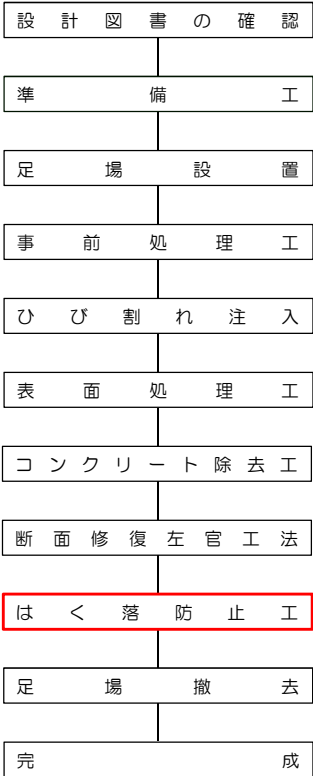 設計図書の確認
準備工
足場設置
事前処理工
ひび割れ注入
表面処理工
コンクリート除去工
断面修復左官工法
はく落防止工
足場撤去
完成